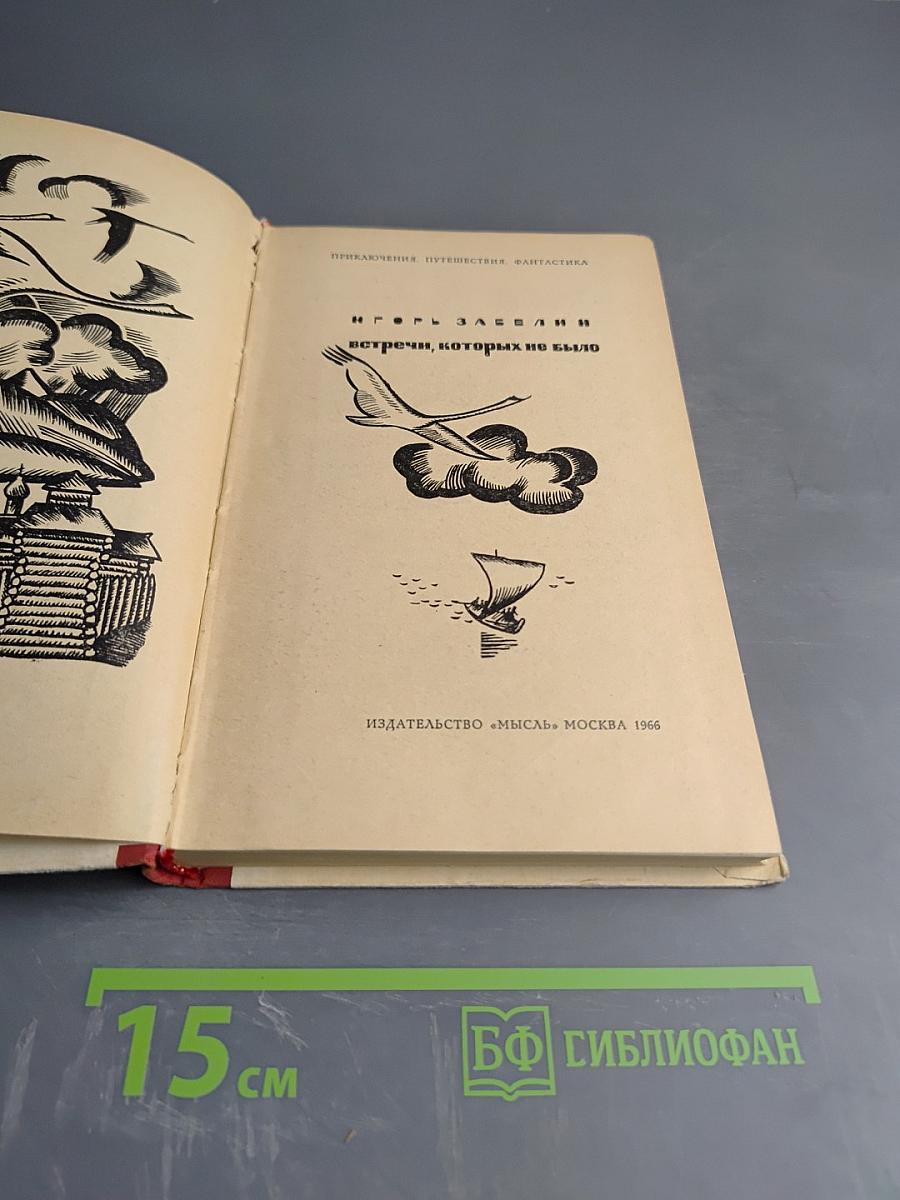 ПРИКЛЮЧЕНИЯ. ПУТЕШЕСТВИЯ. ФАНТАСТИКА
ИГОРЬ ЗАБЕЛИН
встречи, которых не было
ИЗДАТЕЛЬСТВО «МЫСЛЬ» МОСКВА 1966
15 см
БФ БИБЛИОФАН